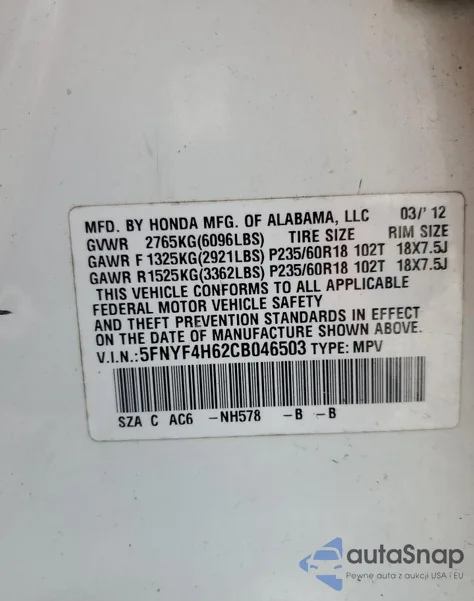 MFD. BY HONDA MFG. OF ALABAMA, LLC 03/'12
GVWR 2765KG(6096LBS) TIRE SIZE RIM SIZE
GAWR F 1325KG(2921LBS) P235/60R18 102T 18X7.5J
GAWR R1525KG(3362LBS) P235/60R18 102T 18X7.5J
THIS VEHICLE CONFORMS TO ALL APPLICABLE
FEDERAL MOTOR VEHICLE SAFETY
AND THEFT PREVENTION STANDARDS IN EFFECT
ON THE DATE OF MANUFACTURE SHOWN ABOVE.
V.I.N.:5FNYF4H62CB046503 TYPE: MPV
SZA C AC6 -NH578 -B -B
autaSnap
Pewne auta z aukcji USA i EU